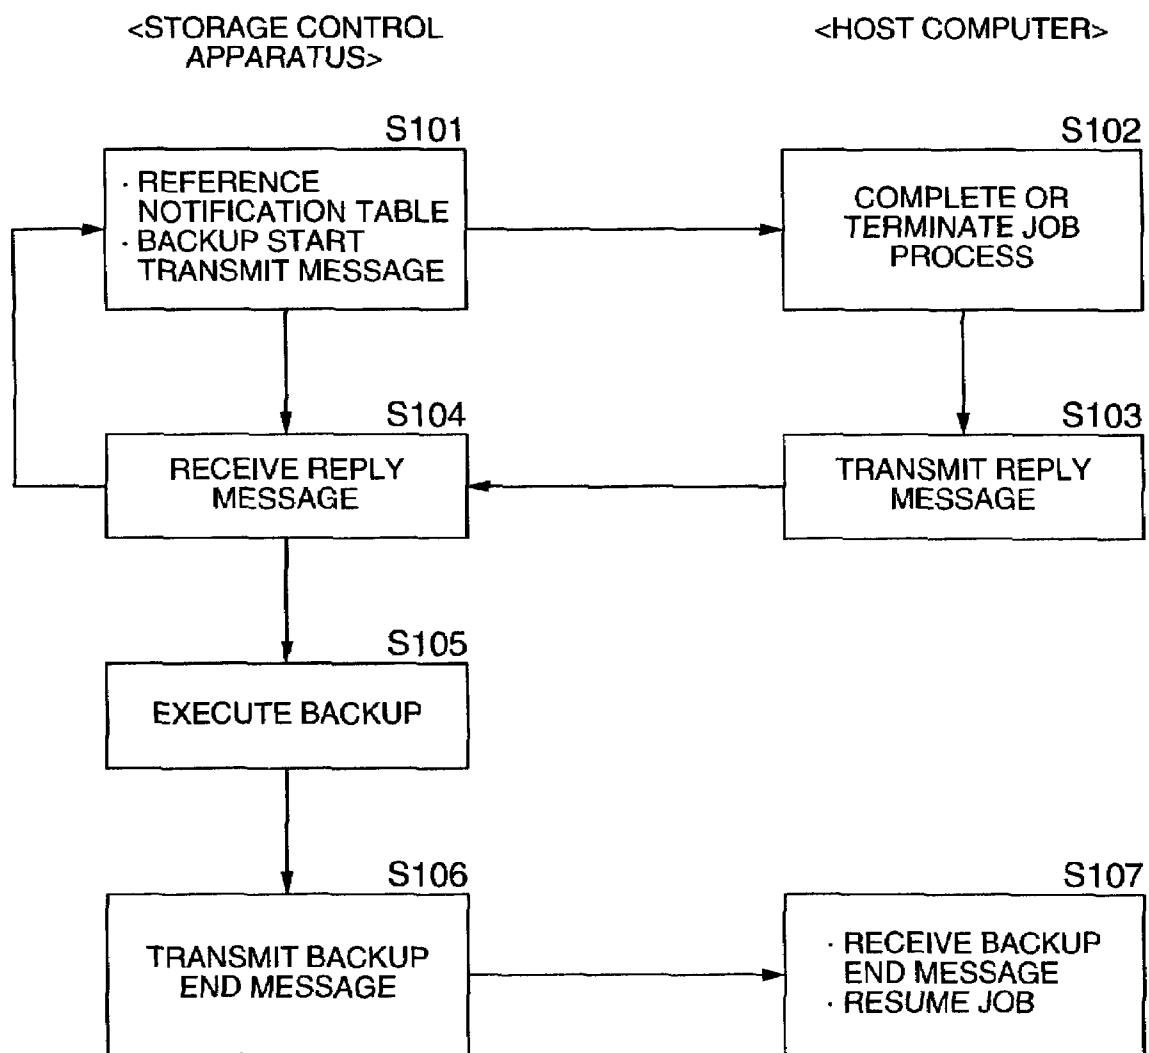 <STORAGE CONTROL
APPARATUS>
<HOST COMPUTER>
S101
· REFERENCE
NOTIFICATION TABLE
· BACKUP START
TRANSMIT MESSAGE
S102
COMPLETE OR
TERMINATE JOB
PROCESS
S104
RECEIVE REPLY
MESSAGE
S103
TRANSMIT REPLY
MESSAGE
S105
EXECUTE BACKUP
S106
TRANSMIT BACKUP
END MESSAGE
S107
· RECEIVE BACKUP
END MESSAGE
· RESUME JOB